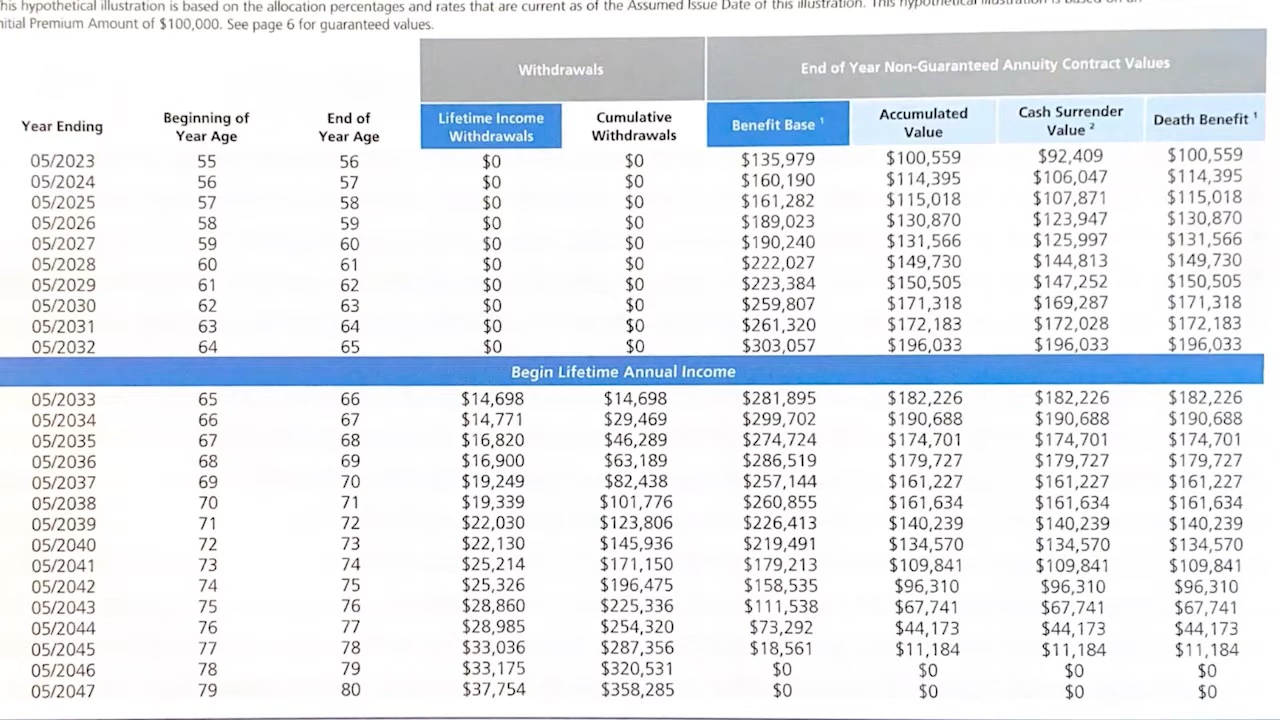 his hypothetical illustration is based on the allocation percentages and rates that are current as of the Assumed Issue Date of this illustration. This hypothetical illustration is based on an
nitial Premium Amount of $100,000. See page 6 for guaranteed values.
Withdrawals End of Year Non-Guaranteed Annuity Contract Values
Year Ending Beginning of Year Age End of Year Age Lifetime Income Withdrawals Cumulative Withdrawals Benefit Base ¹ Accumulated Value Cash Surrender Value ² Death Benefit ¹
05/2023 55 56 $0 $0 $135,979 $100,559 $92,409 $100,559
05/2024 56 57 $0 $0 $160,190 $114,395 $106,047 $114,395
05/2025 57 58 $0 $0 $161,282 $115,018 $107,871 $115,018
05/2026 58 59 $0 $0 $189,023 $130,870 $123,947 $130,870
05/2027 59 60 $0 $0 $190,240 $131,566 $125,997 $131,566
05/2028 60 61 $0 $0 $222,027 $149,730 $144,813 $149,730
05/2029 61 62 $0 $0 $223,384 $150,505 $147,252 $150,505
05/2030 62 63 $0 $0 $259,807 $171,318 $169,287 $171,318
05/2031 63 64 $0 $0 $261,320 $172,183 $172,028 $172,183
05/2032 64 65 $0 $0 $303,057 $196,033 $196,033 $196,033
Begin Lifetime Annual Income
05/2033 65 66 $14,698 $14,698 $281,895 $182,226 $182,226 $182,226
05/2034 66 67 $14,771 $29,469 $299,702 $190,688 $190,688 $190,688
05/2035 67 68 $16,820 $46,289 $274,724 $174,701 $174,701 $174,701
05/2036 68 69 $16,900 $63,189 $286,519 $179,727 $179,727 $179,727
05/2037 69 70 $19,249 $82,438 $257,144 $161,227 $161,227 $161,227
05/2038 70 71 $19,339 $101,776 $260,855 $161,634 $161,634 $161,634
05/2039 71 72 $22,030 $123,806 $226,413 $140,239 $140,239 $140,239
05/2040 72 73 $22,130 $145,936 $219,491 $134,570 $134,570 $134,570
05/2041 73 74 $25,214 $171,150 $179,213 $109,841 $109,841 $109,841
05/2042 74 75 $25,326 $196,475 $158,535 $96,310 $96,310 $96,310
05/2043 75 76 $28,860 $225,336 $111,538 $67,741 $67,741 $67,741
05/2044 76 77 $28,985 $254,320 $73,292 $44,173 $44,173 $44,173
05/2045 77 78 $33,036 $287,356 $18,561 $11,184 $11,184 $11,184
05/2046 78 79 $33,175 $320,531 $0 $0 $0 $0
05/2047 79 80 $37,754 $358,285 $0 $0 $0 $0